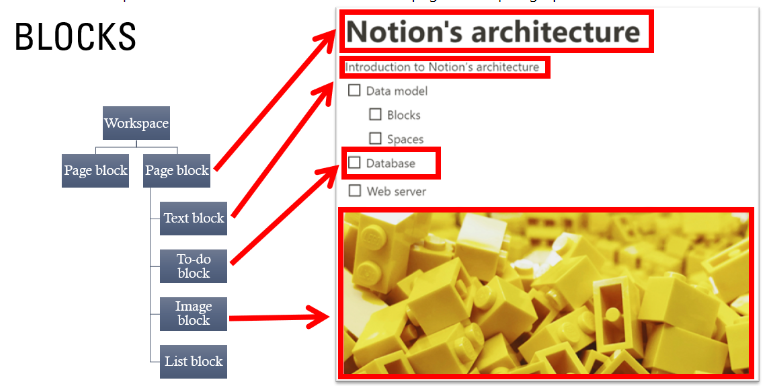 BLOCKS
Workspace
Page block
Page block
Text block
To-do
block
Image
block
List block
Notion's architecture
Introduction to Notion's architecture
Data model
Blocks
Spaces
Database
Web server